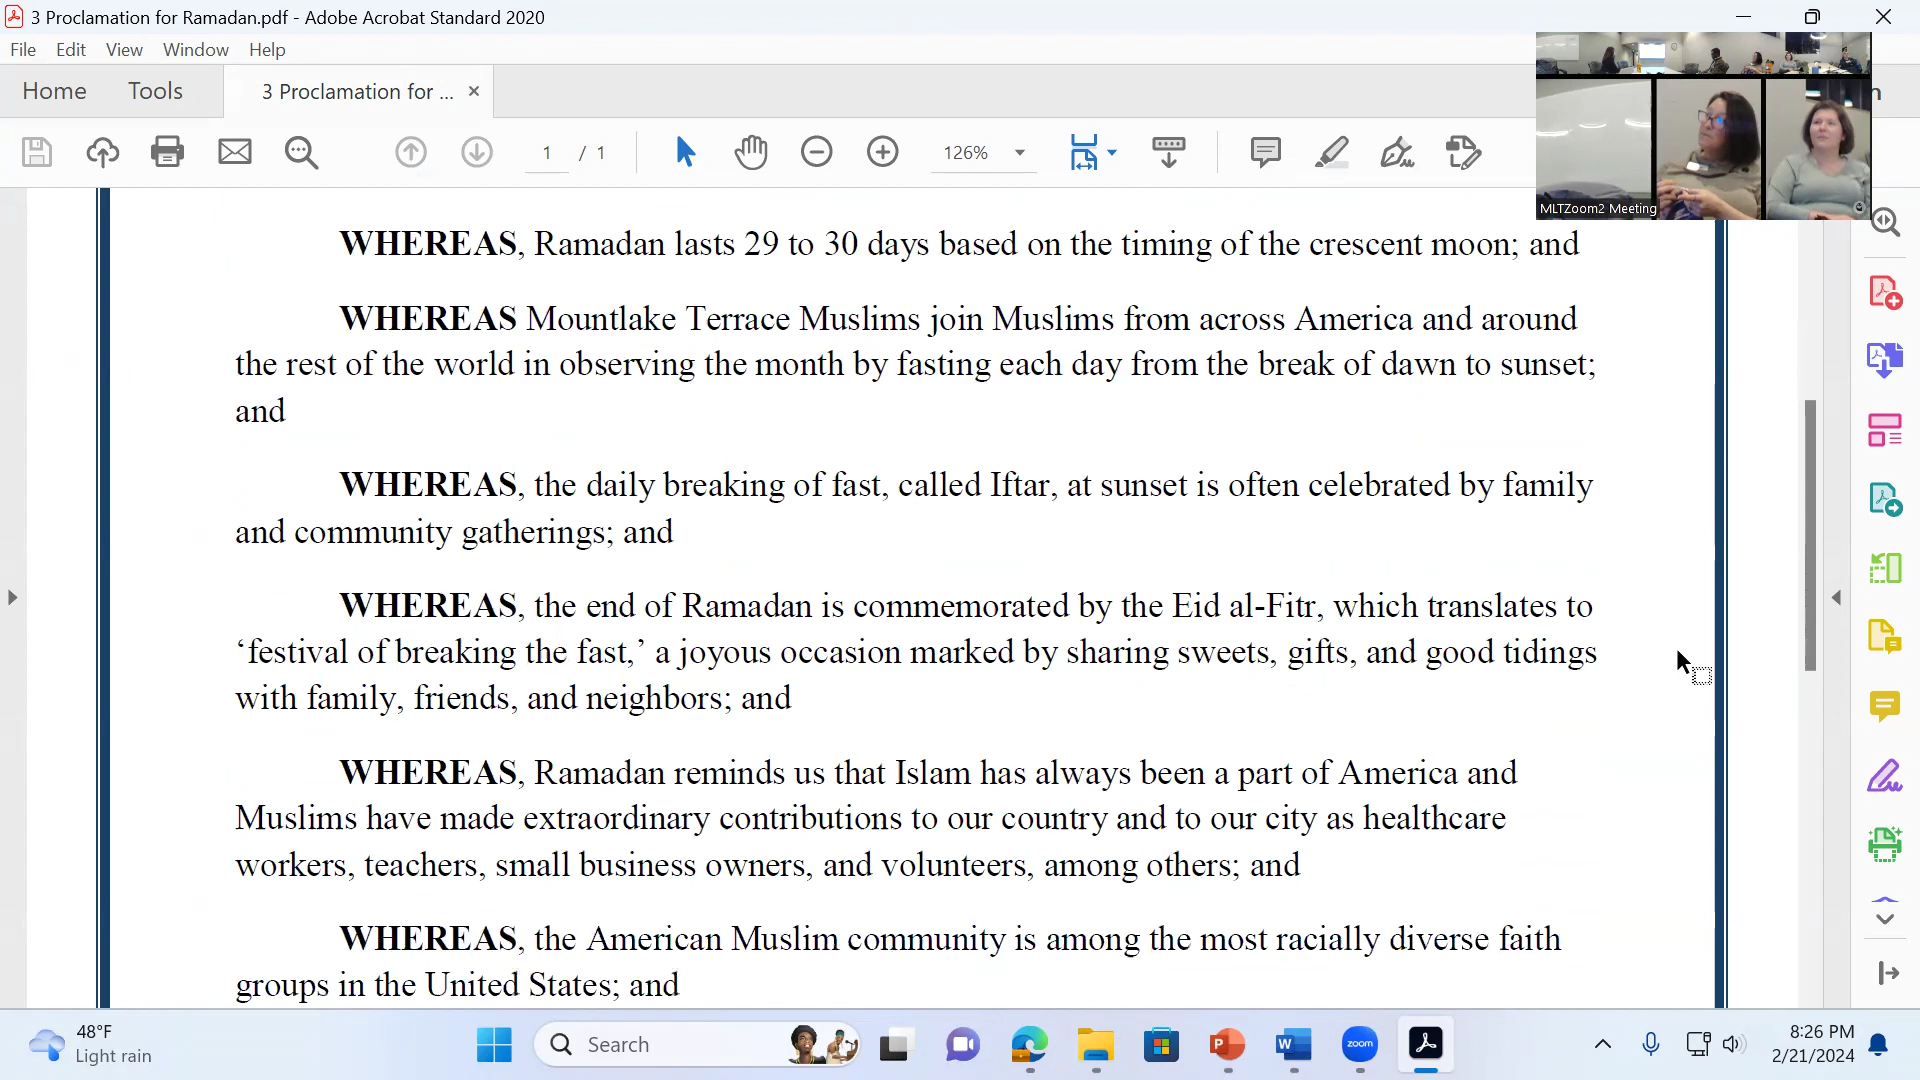 3 Proclamation for Ramadan.pdf - Adobe Acrobat Standard 2020
File Edit View Window Help
Home Tools 3 Proclamation for ... ×
1 / 1 126%
MLTZoom2 Meeting
WHEREAS, Ramadan lasts 29 to 30 days based on the timing of the crescent moon; and
WHEREAS Mountlake Terrace Muslims join Muslims from across America and around
the rest of the world in observing the month by fasting each day from the break of dawn to sunset;
and
WHEREAS, the daily breaking of fast, called Iftar, at sunset is often celebrated by family
and community gatherings; and
WHEREAS, the end of Ramadan is commemorated by the Eid al-Fitr, which translates to
‘festival of breaking the fast,’ a joyous occasion marked by sharing sweets, gifts, and good tidings
with family, friends, and neighbors; and
WHEREAS, Ramadan reminds us that Islam has always been a part of America and
Muslims have made extraordinary contributions to our country and to our city as healthcare
workers, teachers, small business owners, and volunteers, among others; and
WHEREAS, the American Muslim community is among the most racially diverse faith
groups in the United States; and
48°F
Light rain
Search
zoom
8:26 PM
2/21/2024